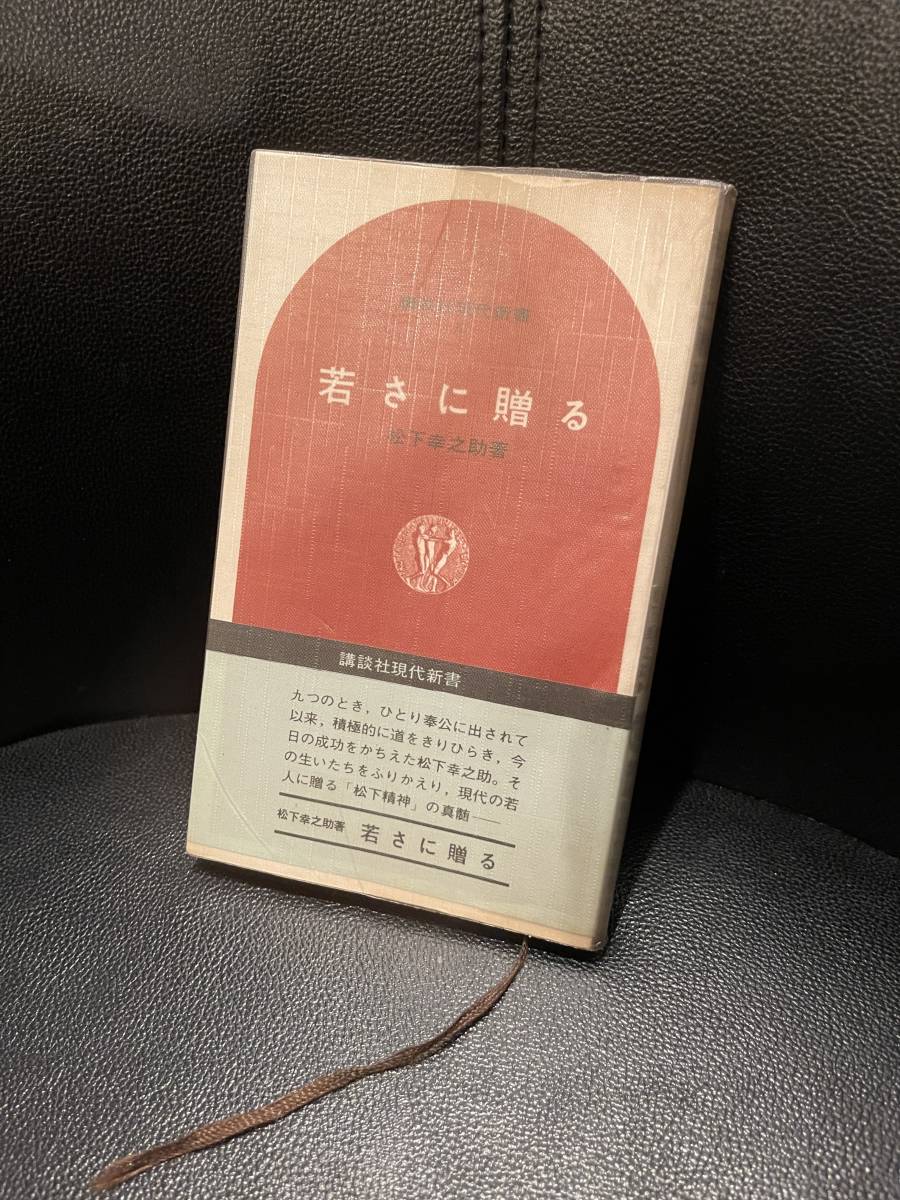 講談社現代新書
若さに贈る
松下幸之助著
講談社現代新書
九つのとき，ひとり奉公に出されて
以来，積極的に道をきりひらき，今
日の成功をかちえた松下幸之助。そ
の生いたちをふりかえり，現代の若
人に贈る「松下精神」の真髄——
松下幸之助著 若さに贈る